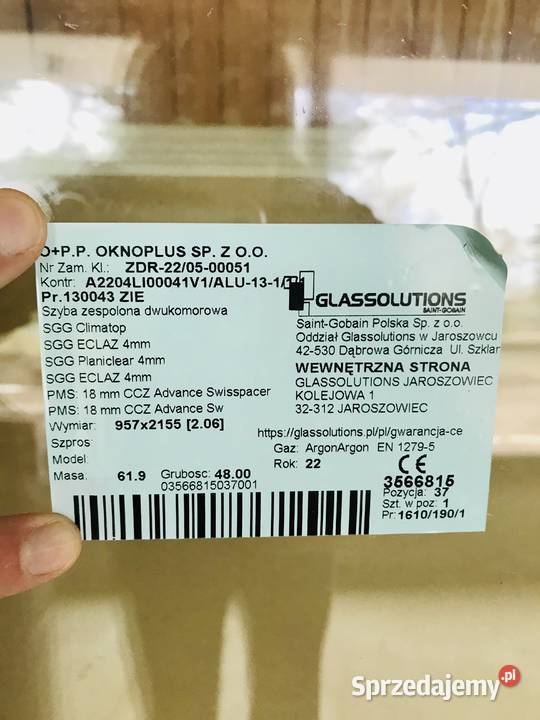 O+P.P. OKNOPLUS SP. Z O.O.
Nr Zam. Kl.: ZDR-22/05-00051
Kontr: A2204LI00041V1/ALU-13-1/
Pr.130043 ZIE
Szyba zespolona dwukomorowa
SGG Climatop
SGG ECLAZ 4mm
SGG Planiclear 4mm
SGG ECLAZ 4mm
PMS: 18 mm CCZ Advance Swisspacer
PMS: 18 mm CCZ Advance Sw
Wymiar: 957x2155 [2.06]
Szpros:
Model:
Masa: 61.9 Grubosc: 48.00
03566815037001
GLASSOLUTIONS
SAINT-GOBAIN
Saint-Gobain Polska Sp. z o.o.
Oddział Glassolutions w Jaroszowcu
42-530 Dąbrowa Górnicza Ul. Szklar
WEWNĘTRZNA STRONA
GLASSOLUTIONS JAROSZOWIEC
KOLEJOWA 1
32-312 JAROSZOWIEC
https://glassolutions.pl/pl/gwarancja-ce
Gaz: ArgonArgon EN 1279-5
Rok: 22 CE
3566815
Pozycja: 37
Szt.w poz: 1
Pr:1610/190/1
Sprzedajemy.pl